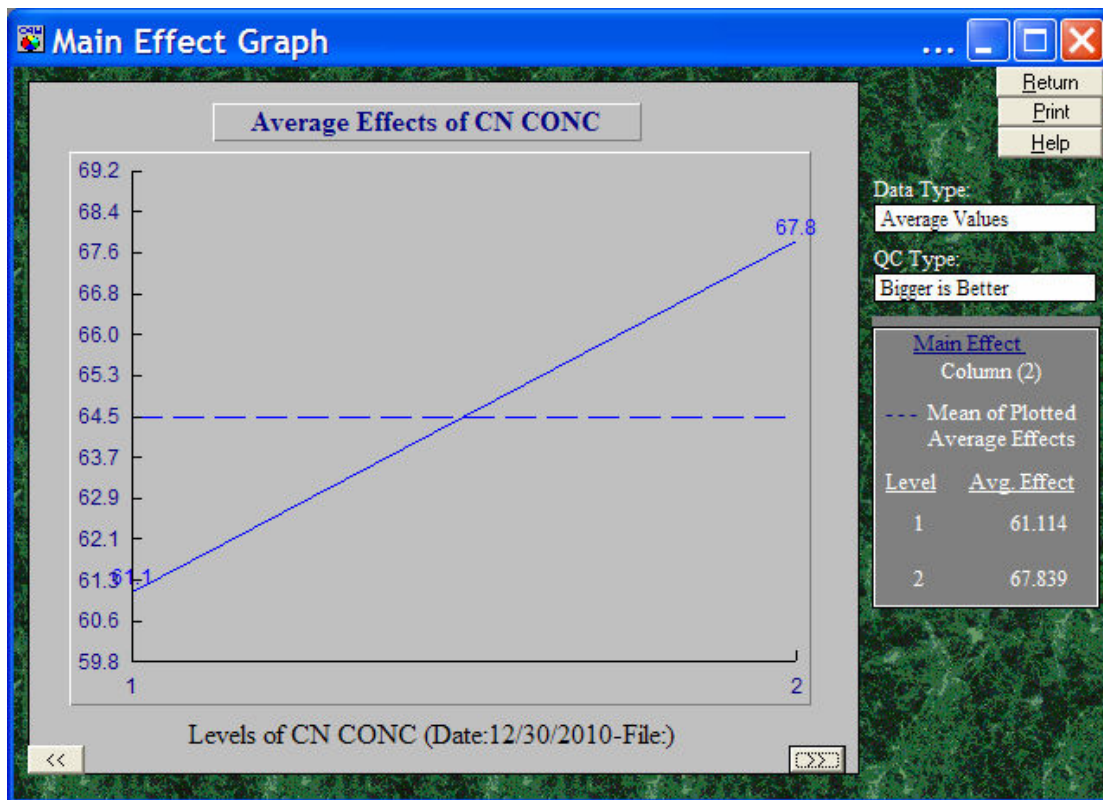 Main Effect Graph
...
Return
Print
Help
Average Effects of CN CONC
69.2
68.4
67.6
66.8
66.0
65.3
64.5
63.7
62.9
62.1
61.3
60.6
59.8
61.1
67.8
1
2
Levels of CN CONC (Date:12/30/2010-File:)
<<
>>
Data Type:
Average Values
QC Type:
Bigger is Better
Main Effect
Column (2)
--- Mean of Plotted
Average Effects
Level Avg. Effect
1 61.114
2 67.839